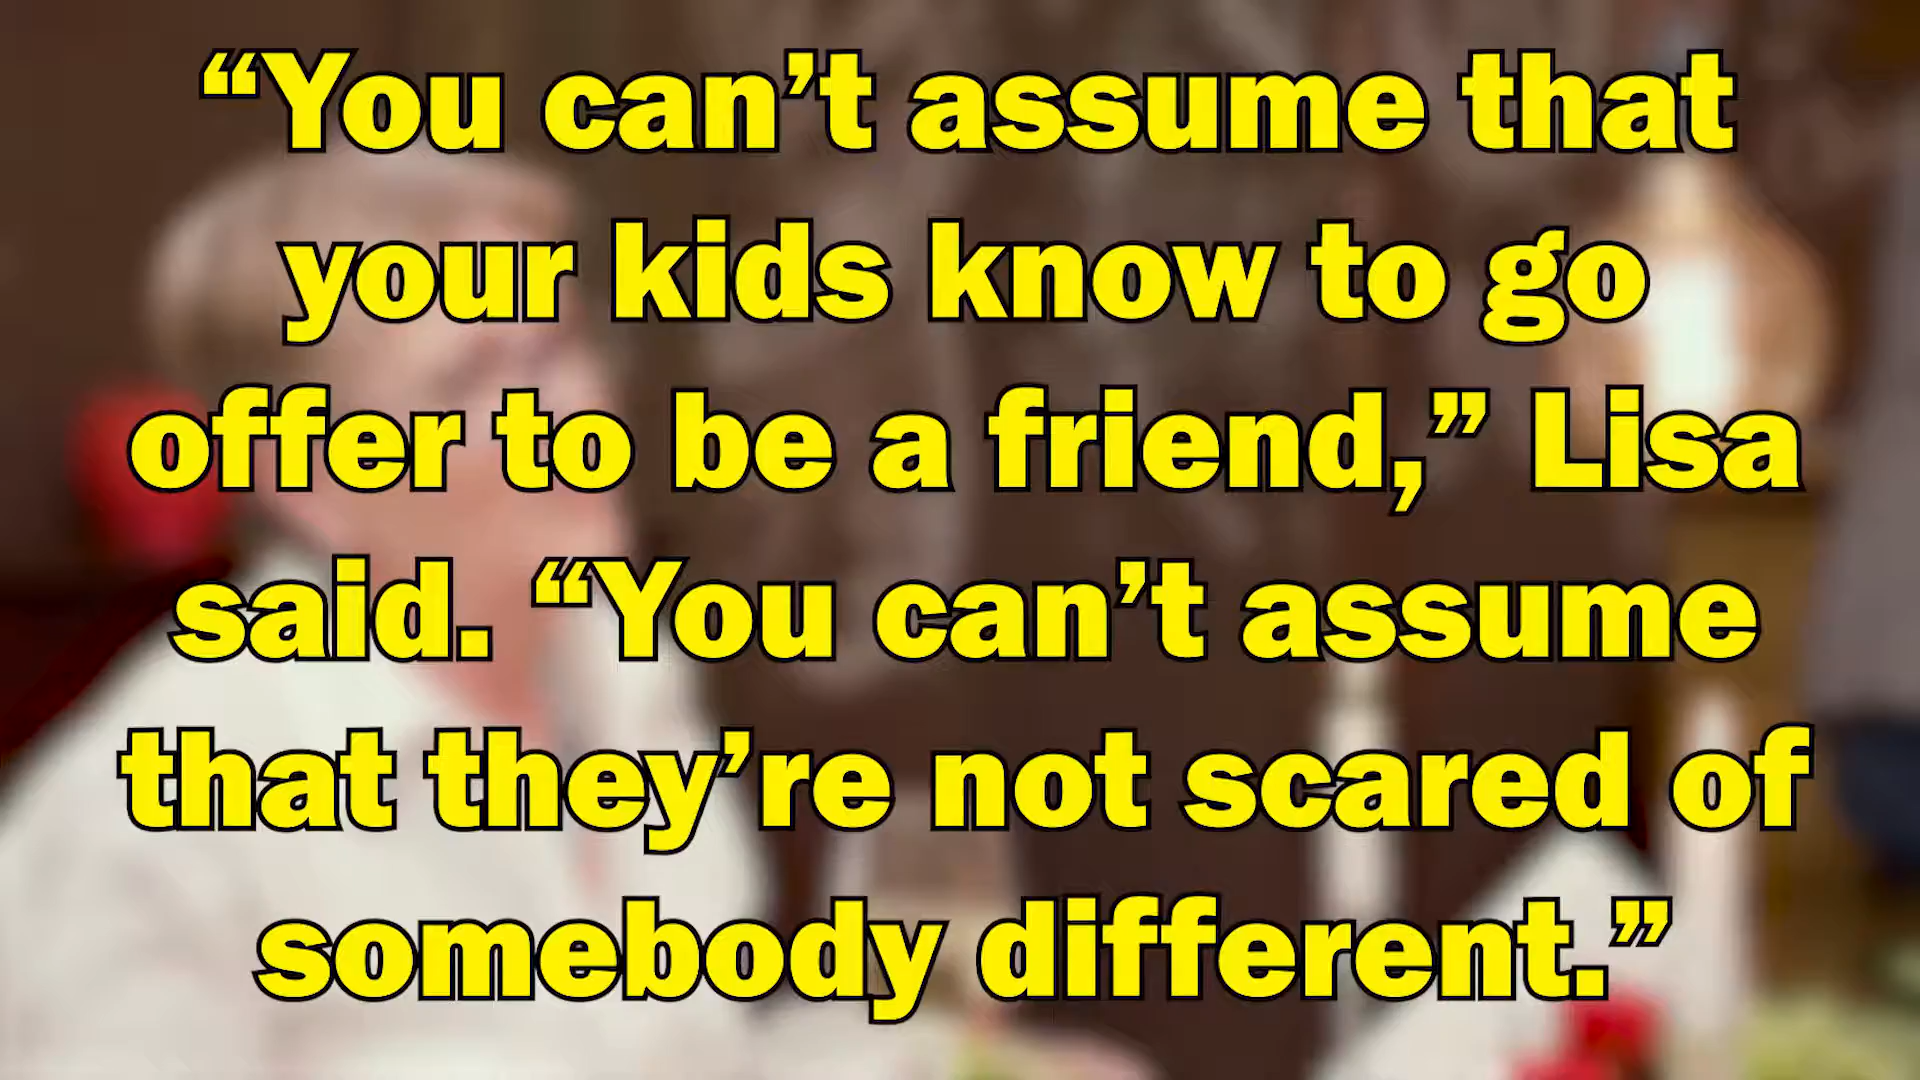 “You can’t assume that
your kids know to go
offer to be a friend,” Lisa
said. “You can’t assume
that they’re not scared of
somebody different.”